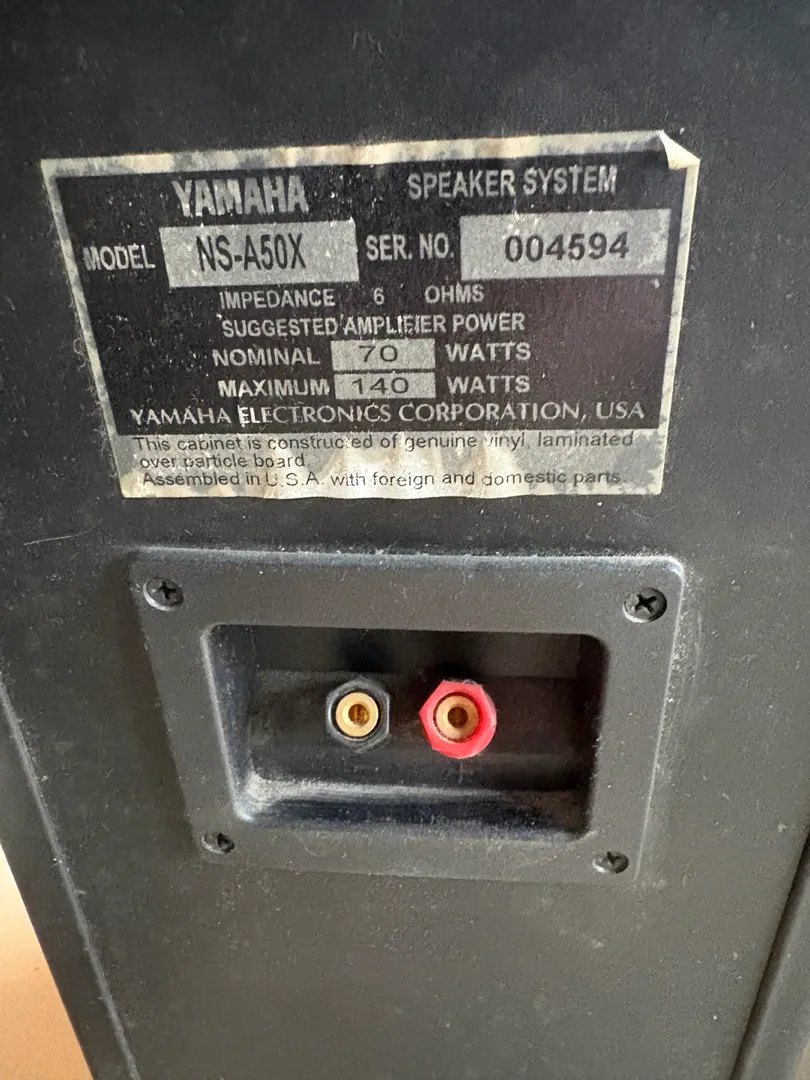 YAMAHA SPEAKER SYSTEM
MODEL NS-A50X SER. NO. 004594
IMPEDANCE 6 OHMS
SUGGESTED AMPLIFIER POWER
NOMINAL 70 WATTS
MAXIMUM 140 WATTS
YAMAHA ELECTRONICS CORPORATION, USA
This cabinet is constructed of genuine vinyl, laminated
over particle board.
Assembled in U.S.A. with foreign and domestic parts.
- +